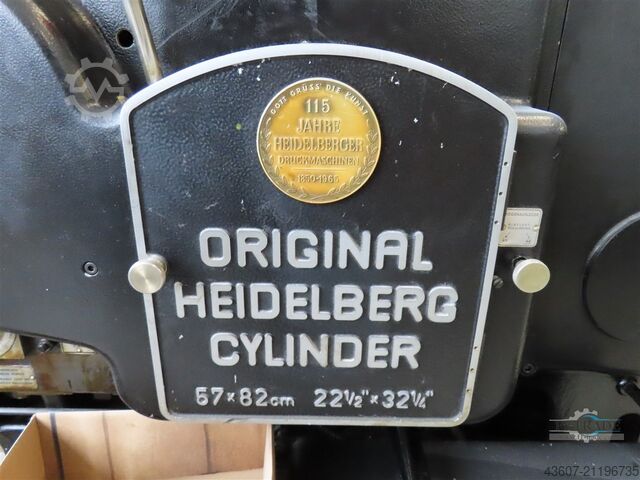 GOTT GRÜSS' DIE KUNST
115
JAHRE
HEIDELBERGER
DRUCKMASCHINEN
1850-1965
ORIGINAL
HEIDELBERG
CYLINDER
57×82cm 22½"×32¼"
43607-21196735